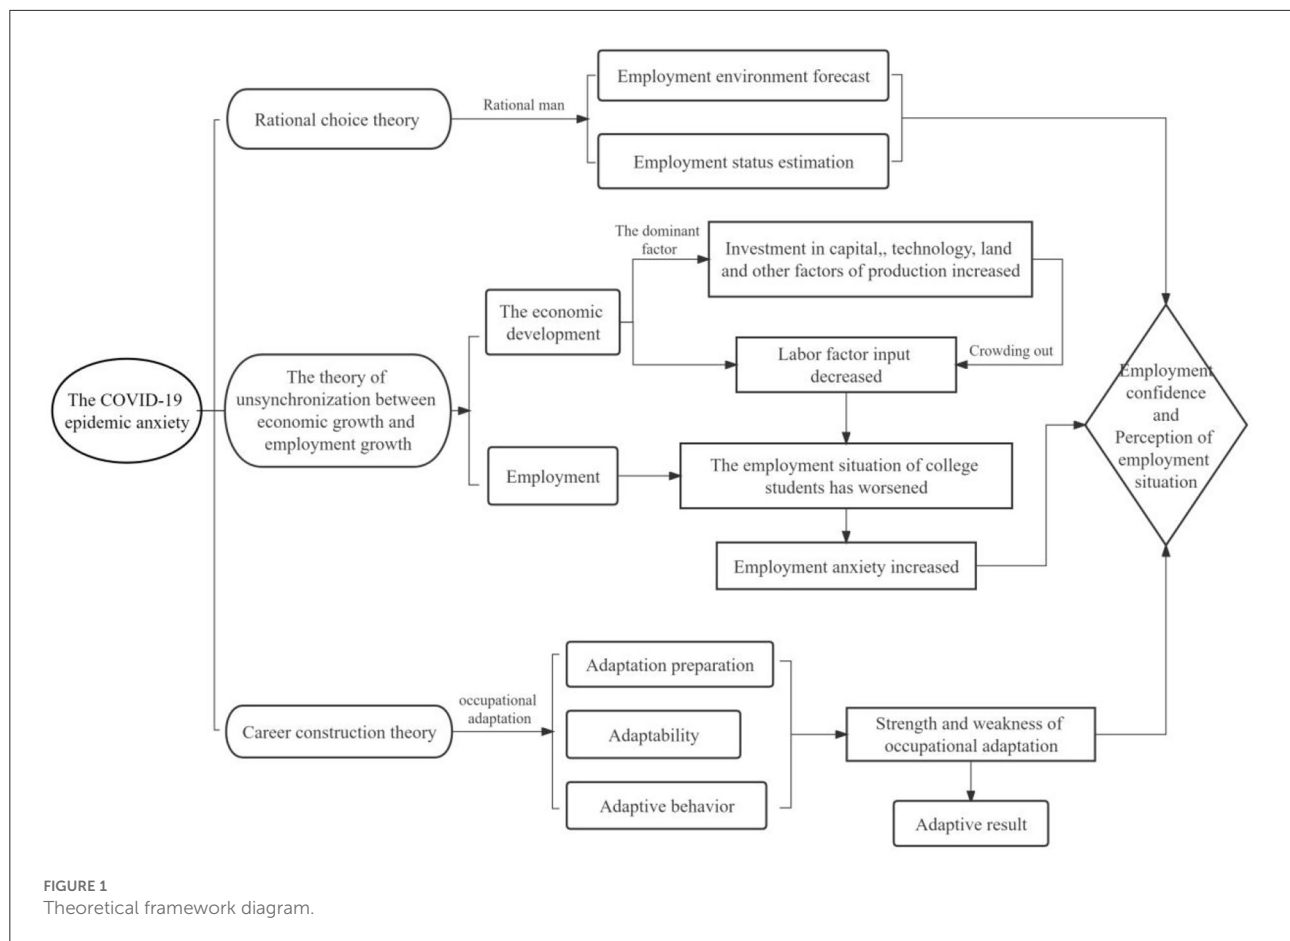 Employment environment forecast
Rational man
Rational choice theory
Employment status estimation
The dominant
factor
Investment in capital,, technology, land
and other factors of production increased
The economic
development
Labor factor input
decreased
Crowding out
The COVID-19
epidemic anxiety
The theory of
unsynchronization between
economic growth and
employment growth
Employment
confidence
and
Perception of
employment
situation
Employment
The employment situation of college
students has worsened
Employment anxiety increased
Adaptation preparation
occupational
adaptation
Career construction theory
Adaptability
Strength and weakness of
occupational adaptation
Adaptive behavior
Adaptive result
FIGURE 1
Theoretical framework diagram.